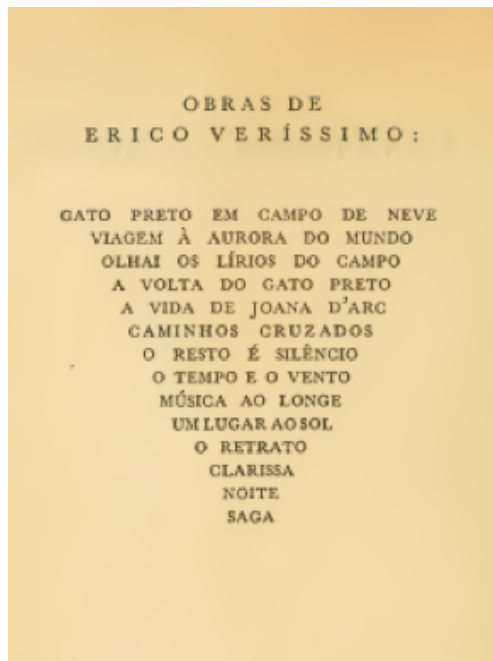 OBRAS DE
ERICO VERÍSSIMO:
GATO PRETO EM CAMPO DE NEVE
VIAGEM À AURORA DO MUNDO
OLHAI OS LÍRIOS DO CAMPO
A VOLTA DO GATO PRETO
A VIDA DE JOANA D'ARC
CAMINHOS CRUZADOS
O RESTO É SILÊNCIO
O TEMPO E O VENTO
MÚSICA AO LONGE
UM LUGAR AO SOL
O RETRATO
CLARISSA
NOITE
SAGA